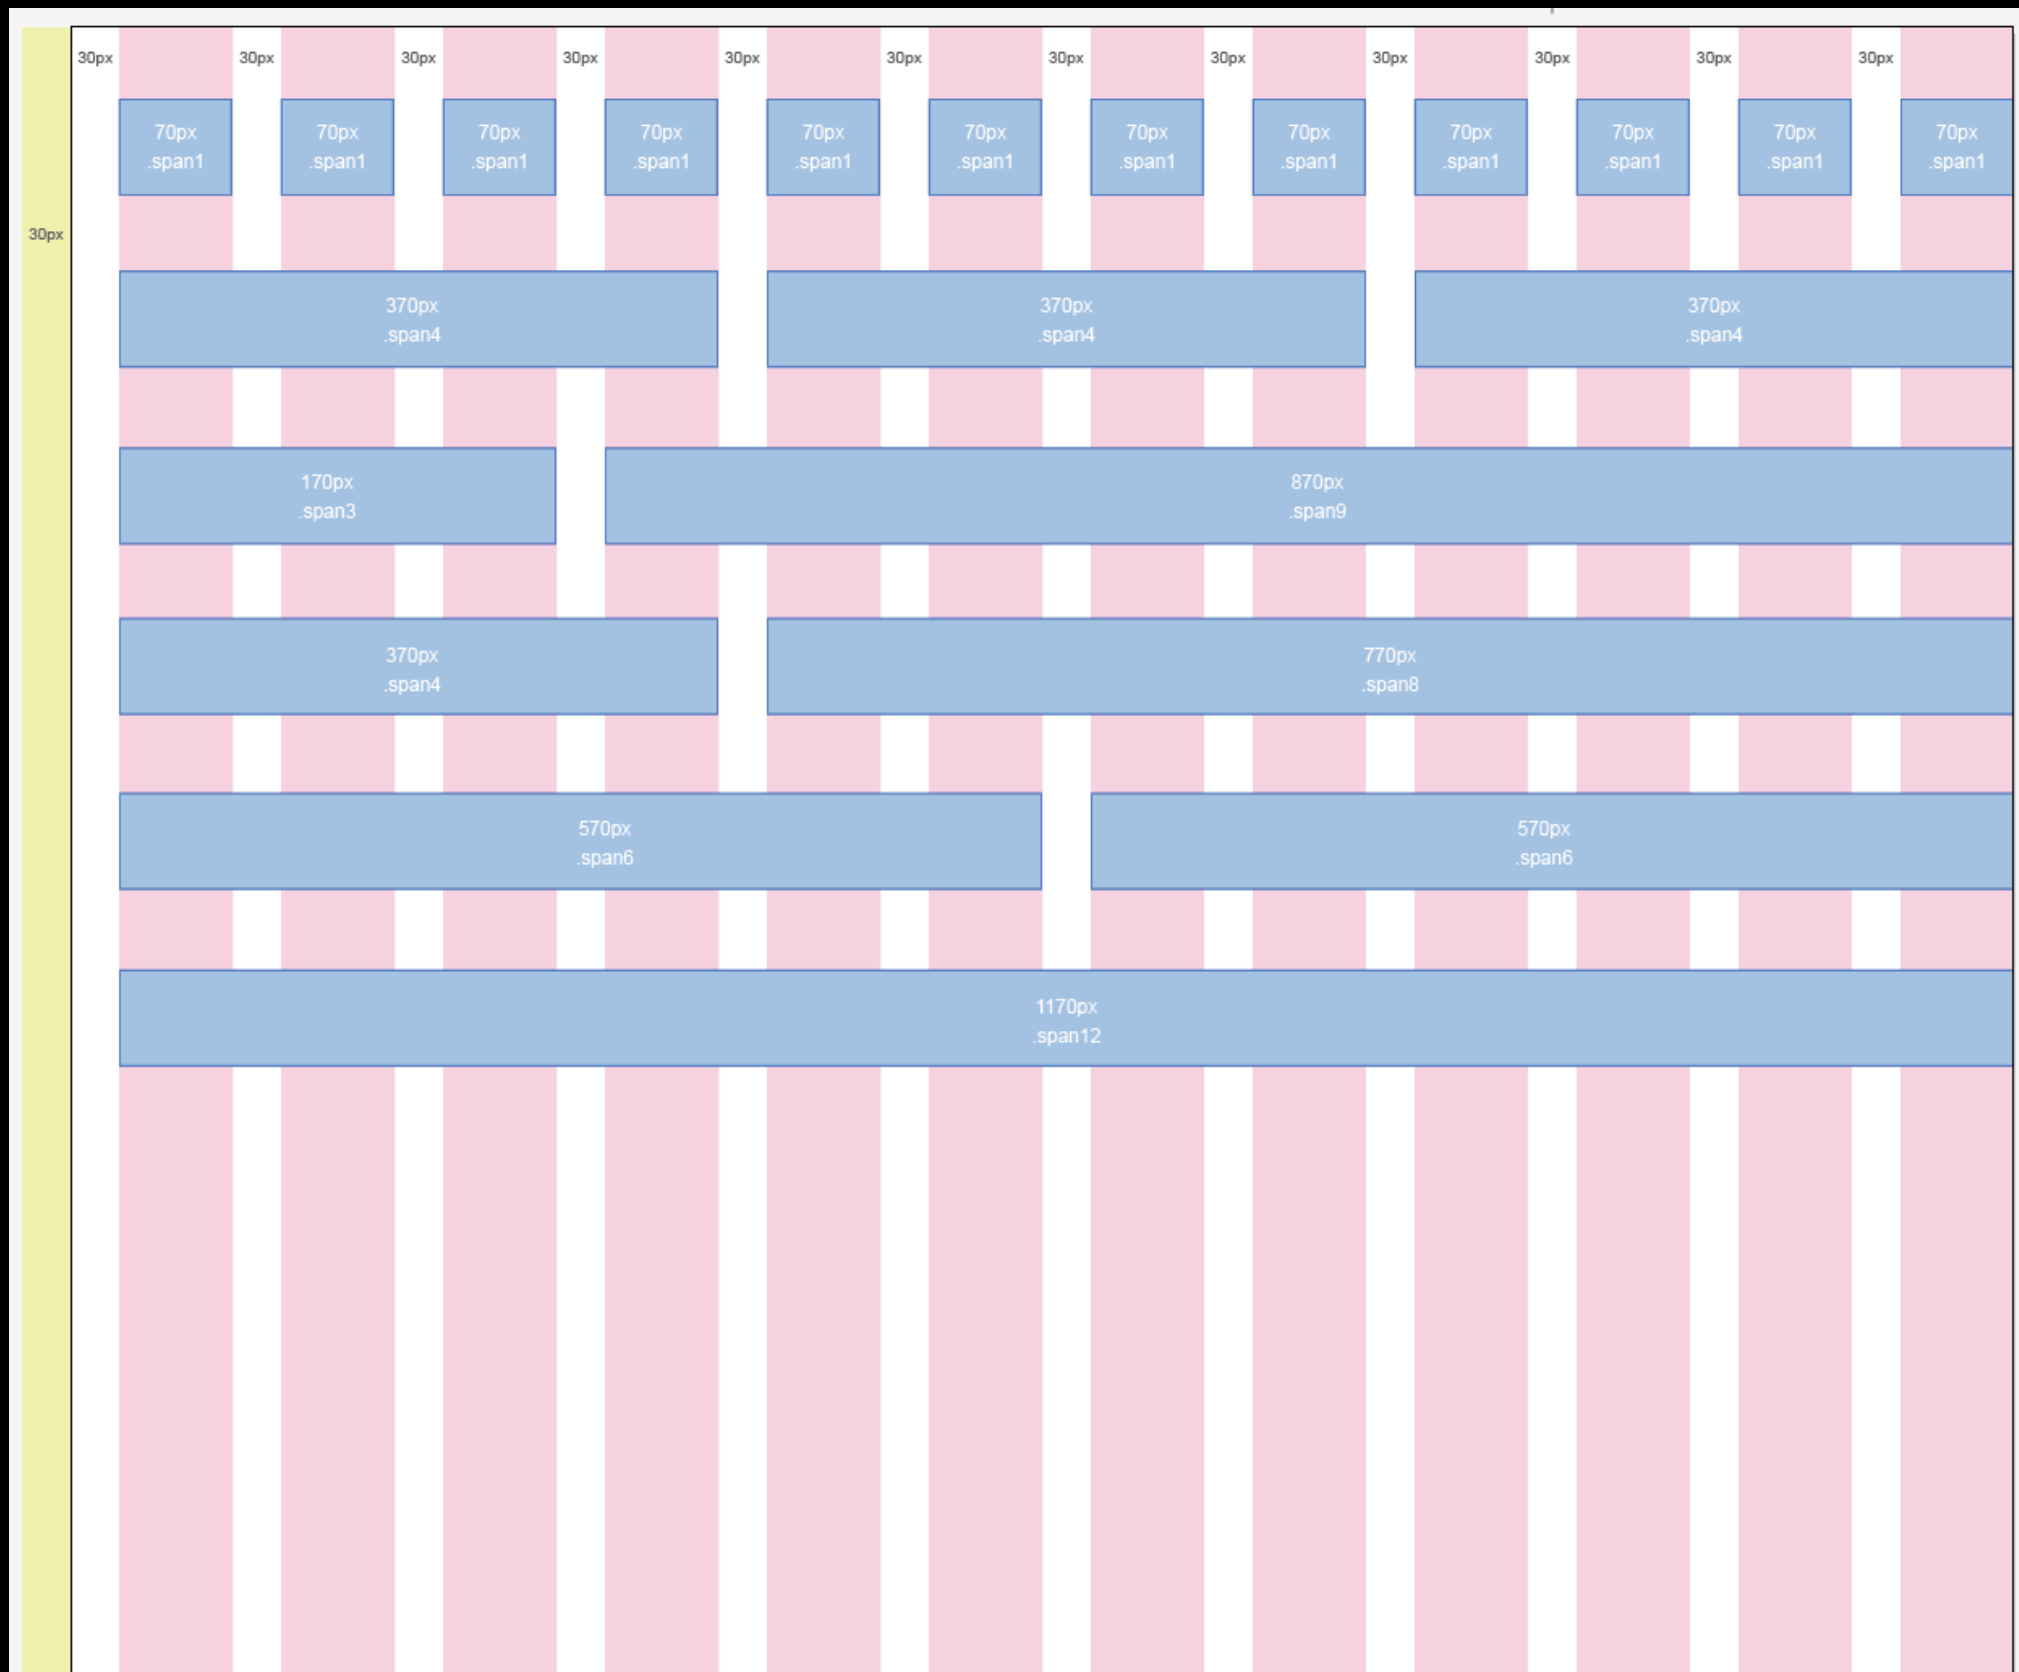 30px 30px 30px 30px 30px 30px 30px 30px 30px 30px 30px 30px
70px 70px 70px 70px 70px 70px 70px 70px 70px 70px 70px 70px
.span1 .span1 .span1 .span1 .span1 .span1 .span1 .span1 .span1 .span1 .span1 .span1
30px
370px 370px 370px
.span4 .span4 .span4
170px 870px
.span3 .span9
370px 770px
.span4 .span8
570px 570px
.span6 .span6
1170px
.span12